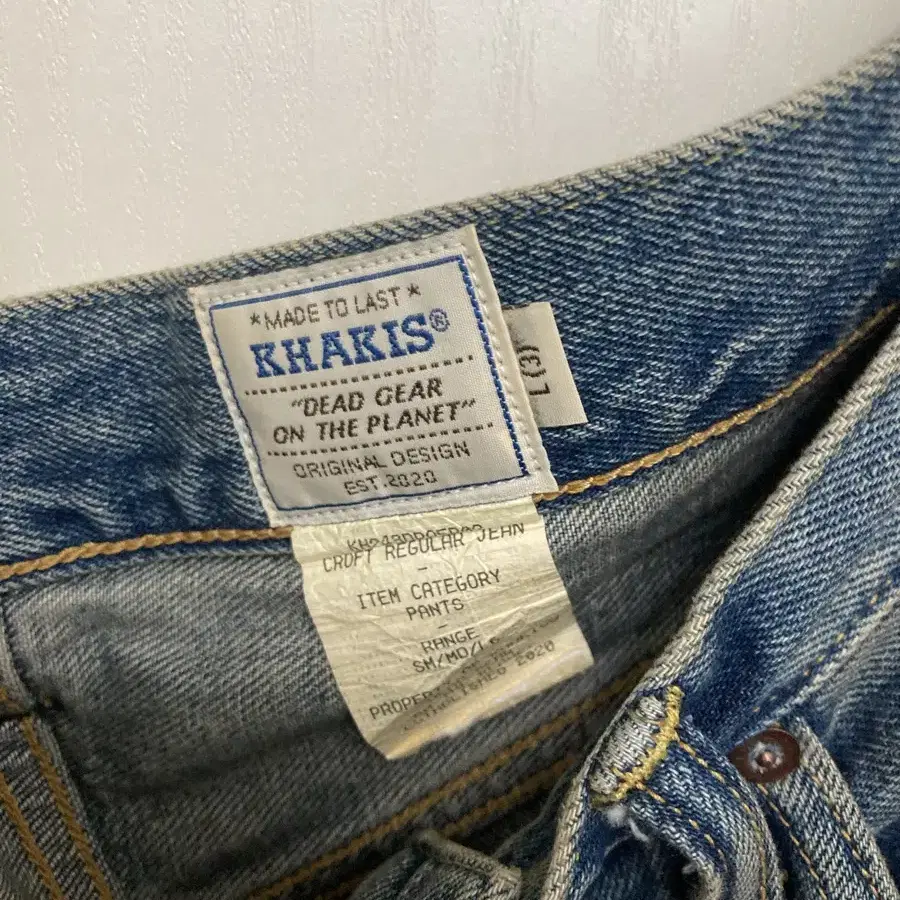 *MADE TO LAST*
KHAKIS®
"DEAD GEAR
ON THE PLANET"
ORIGINAL DESIGN
EST.2020
L (3)
CROFT REGULAR JEAN
-
ITEM CATEGORY
PANTS
-
RANGE
SM/MD/
2020